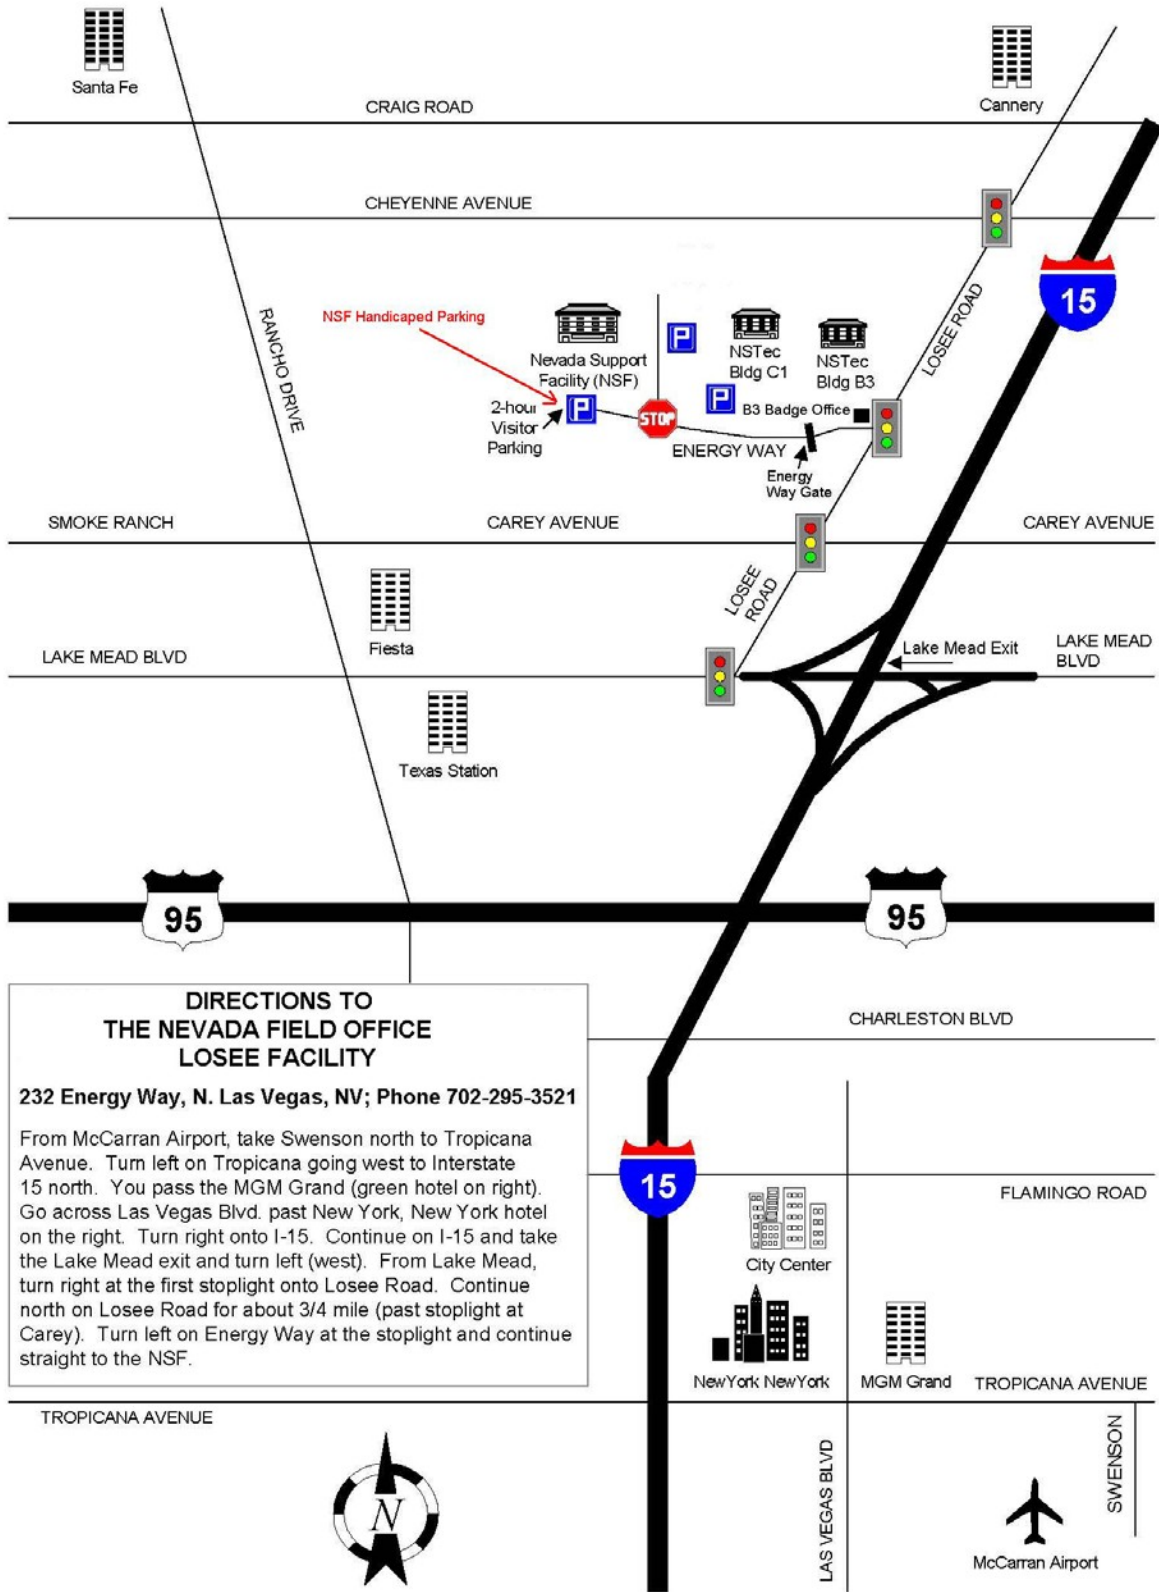 Santa Fe
Cannery
CRAIG ROAD
CHEYENNE AVENUE
15
RANCHO DRIVE
LOSEE ROAD
NSF Handicaped Parking
Nevada Support
Facility (NSF)
P
NSTec
Bldg C1
NSTec
Bldg B3
2-hour
Visitor
Parking
P
STOP
P
B3 Badge Office
ENERGY WAY
Energy
Way Gate
SMOKE RANCH
CAREY AVENUE
CAREY AVENUE
LOSEE
ROAD
Fiesta
LAKE MEAD BLVD
Lake Mead Exit
LAKE MEAD
BLVD
Texas Station
95
95
DIRECTIONS TO
THE NEVADA FIELD OFFICE
LOSEE FACILITY
232 Energy Way, N. Las Vegas, NV; Phone 702-295-3521
From McCarran Airport, take Swenson north to Tropicana
Avenue. Turn left on Tropicana going west to Interstate
15 north. You pass the MGM Grand (green hotel on right).
Go across Las Vegas Blvd. past New York, New York hotel
on the right. Turn right onto I-15. Continue on I-15 and take
the Lake Mead exit and turn left (west). From Lake Mead,
turn right at the first stoplight onto Losee Road. Continue
north on Losee Road for about 3/4 mile (past stoplight at
Carey). Turn left on Energy Way at the stoplight and continue
straight to the NSF.
CHARLESTON BLVD
15
FLAMINGO ROAD
City Center
NewYork NewYork
MGM Grand
TROPICANA AVENUE
TROPICANA AVENUE
N
LAS VEGAS BLVD
SWENSON
McCarran Airport